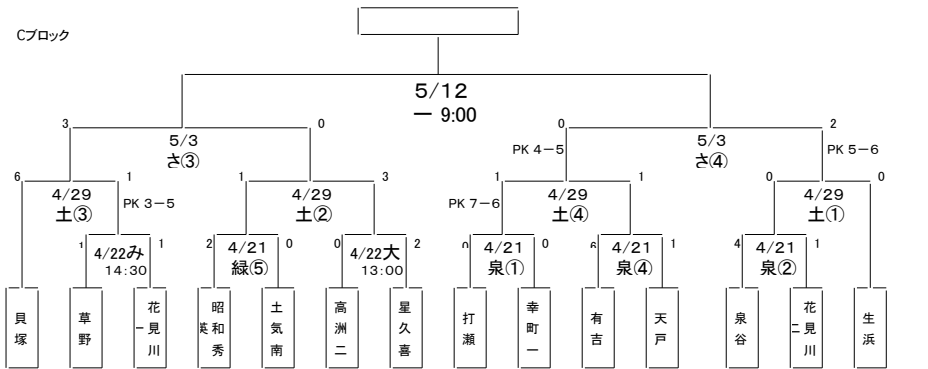 Cブロック
5/12
一 9:00
3
0
0
2
5/3
さ③
5/3
さ④
PK 4－5
PK 5－6
6
1
1
3
1
1
0
0
4/29
土③
PK 3－5
4/29
土②
PK 7－6
4/29
土④
4/29
土①
1
4/22み
14:30
1
2
4/21
緑⑤
0
0
4/22大
13:00
2
0
4/21
泉①
0
6
4/21
泉④
1
4
4/21
泉②
1
貝塚
草野
花見川一
昭和秀英
土気南
高洲二
星久喜
打瀬
幸町一
有吉
天戸
泉谷
花見川二
生浜